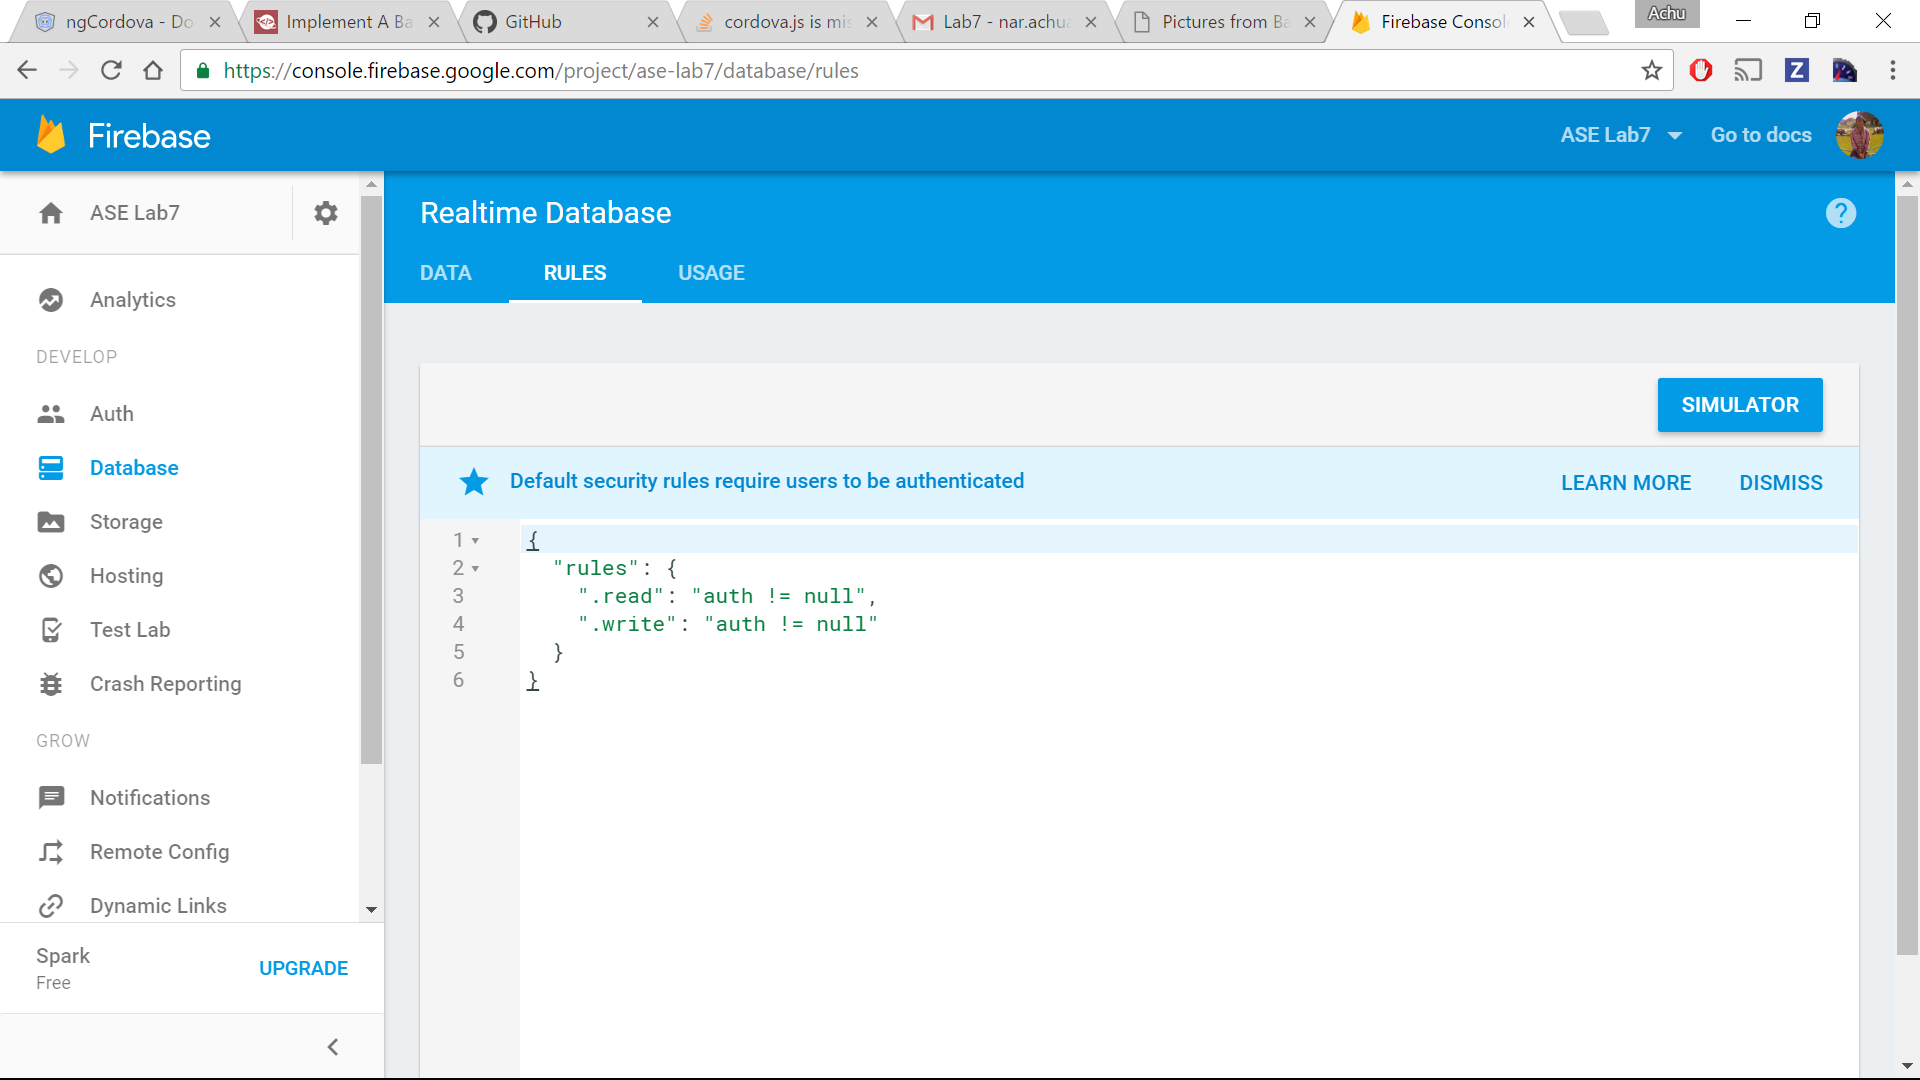 ngCordova - Do
Implement A Ba
GitHub
cordova.js is mis
Lab7 - nar.achua
Pictures from Ba
Firebase Consol
Achu
https://console.firebase.google.com/project/ase-lab7/database/rules
Z
Firebase
ASE Lab7
Go to docs
ASE Lab7
Realtime Database
?
DATA
RULES
USAGE
Analytics
DEVELOP
Auth
Database
Storage
Hosting
Test Lab
Crash Reporting
GROW
Notifications
Remote Config
Dynamic Links
Spark
Free
UPGRADE
SIMULATOR
Default security rules require users to be authenticated
LEARN MORE
DISMISS
1 {
2 "rules": {
3 ".read": "auth != null",
4 ".write": "auth != null"
5 }
6 }